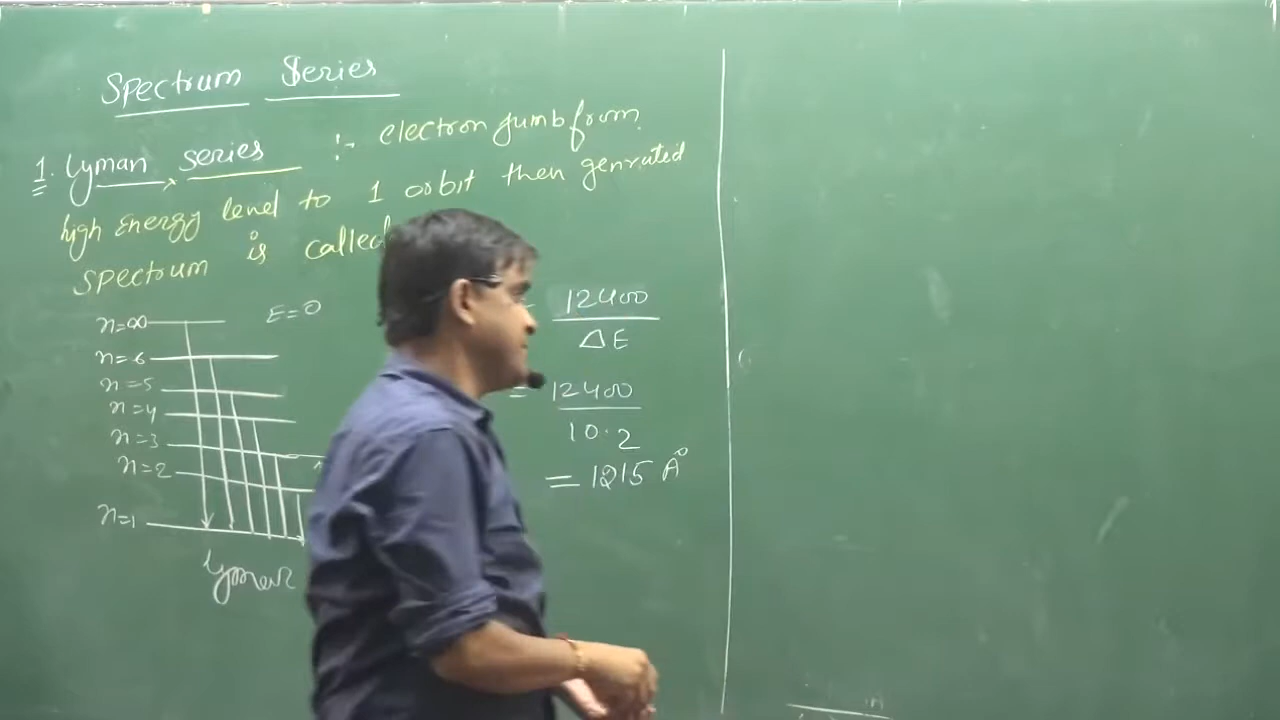 Spectrum Series
1. Lyman series :- electron jumb from
high Energy level to 1 orbit then genrated
spectrum is called
n=∞ E=0
n=6
n=5
n=4
n=3
n=2
n=1
Lyman
= 12400
ΔE
= 12400
10.2
= 1215 A°